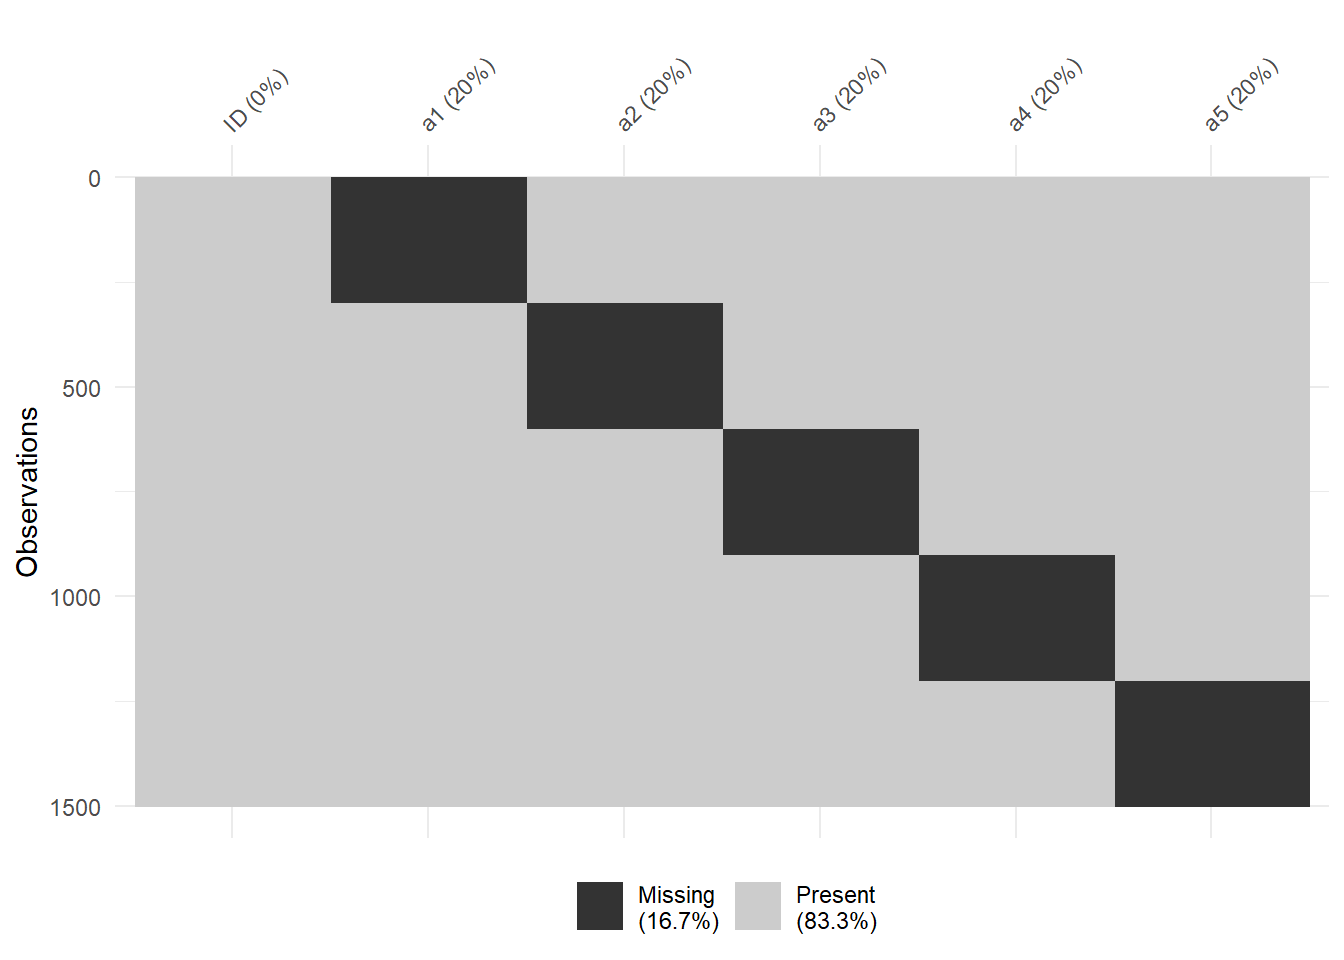 ID (0%)
a1 (20%)
a2 (20%)
a3 (20%)
a4 (20%)
a5 (20%)
0
500
1000
1500
Observations
Missing
(16.7%)
Present
(83.3%)